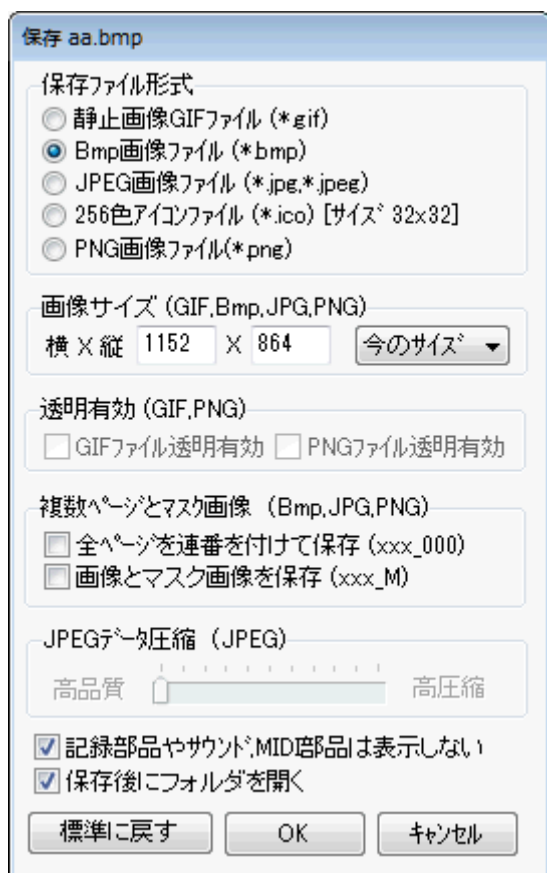 保存 aa.bmp
保存ファイル形式
静止画像GIFファイル (*.gif)
Bmp画像ファイル (*.bmp)
JPEG画像ファイル (*.jpg,*.jpeg)
256色アイコンファイル (*.ico) [サイズ 32x32]
PNG画像ファイル(*.png)
画像サイズ (GIF,Bmp,JPG,PNG)
横 X 縦 1152 X 864 今のサイズ
透明有効 (GIF,PNG)
GIFファイル透明有効 PNGファイル透明有効
複数ページとマスク画像 (Bmp,JPG,PNG)
全ページを連番を付けて保存 (xxx_000)
画像とマスク画像を保存 (xxx_M)
JPEGデータ圧縮 (JPEG)
高品質 高圧縮
記録部品やサウンド,MIDI部品は表示しない
保存後にフォルダを開く
標準に戻す OK キャンセル